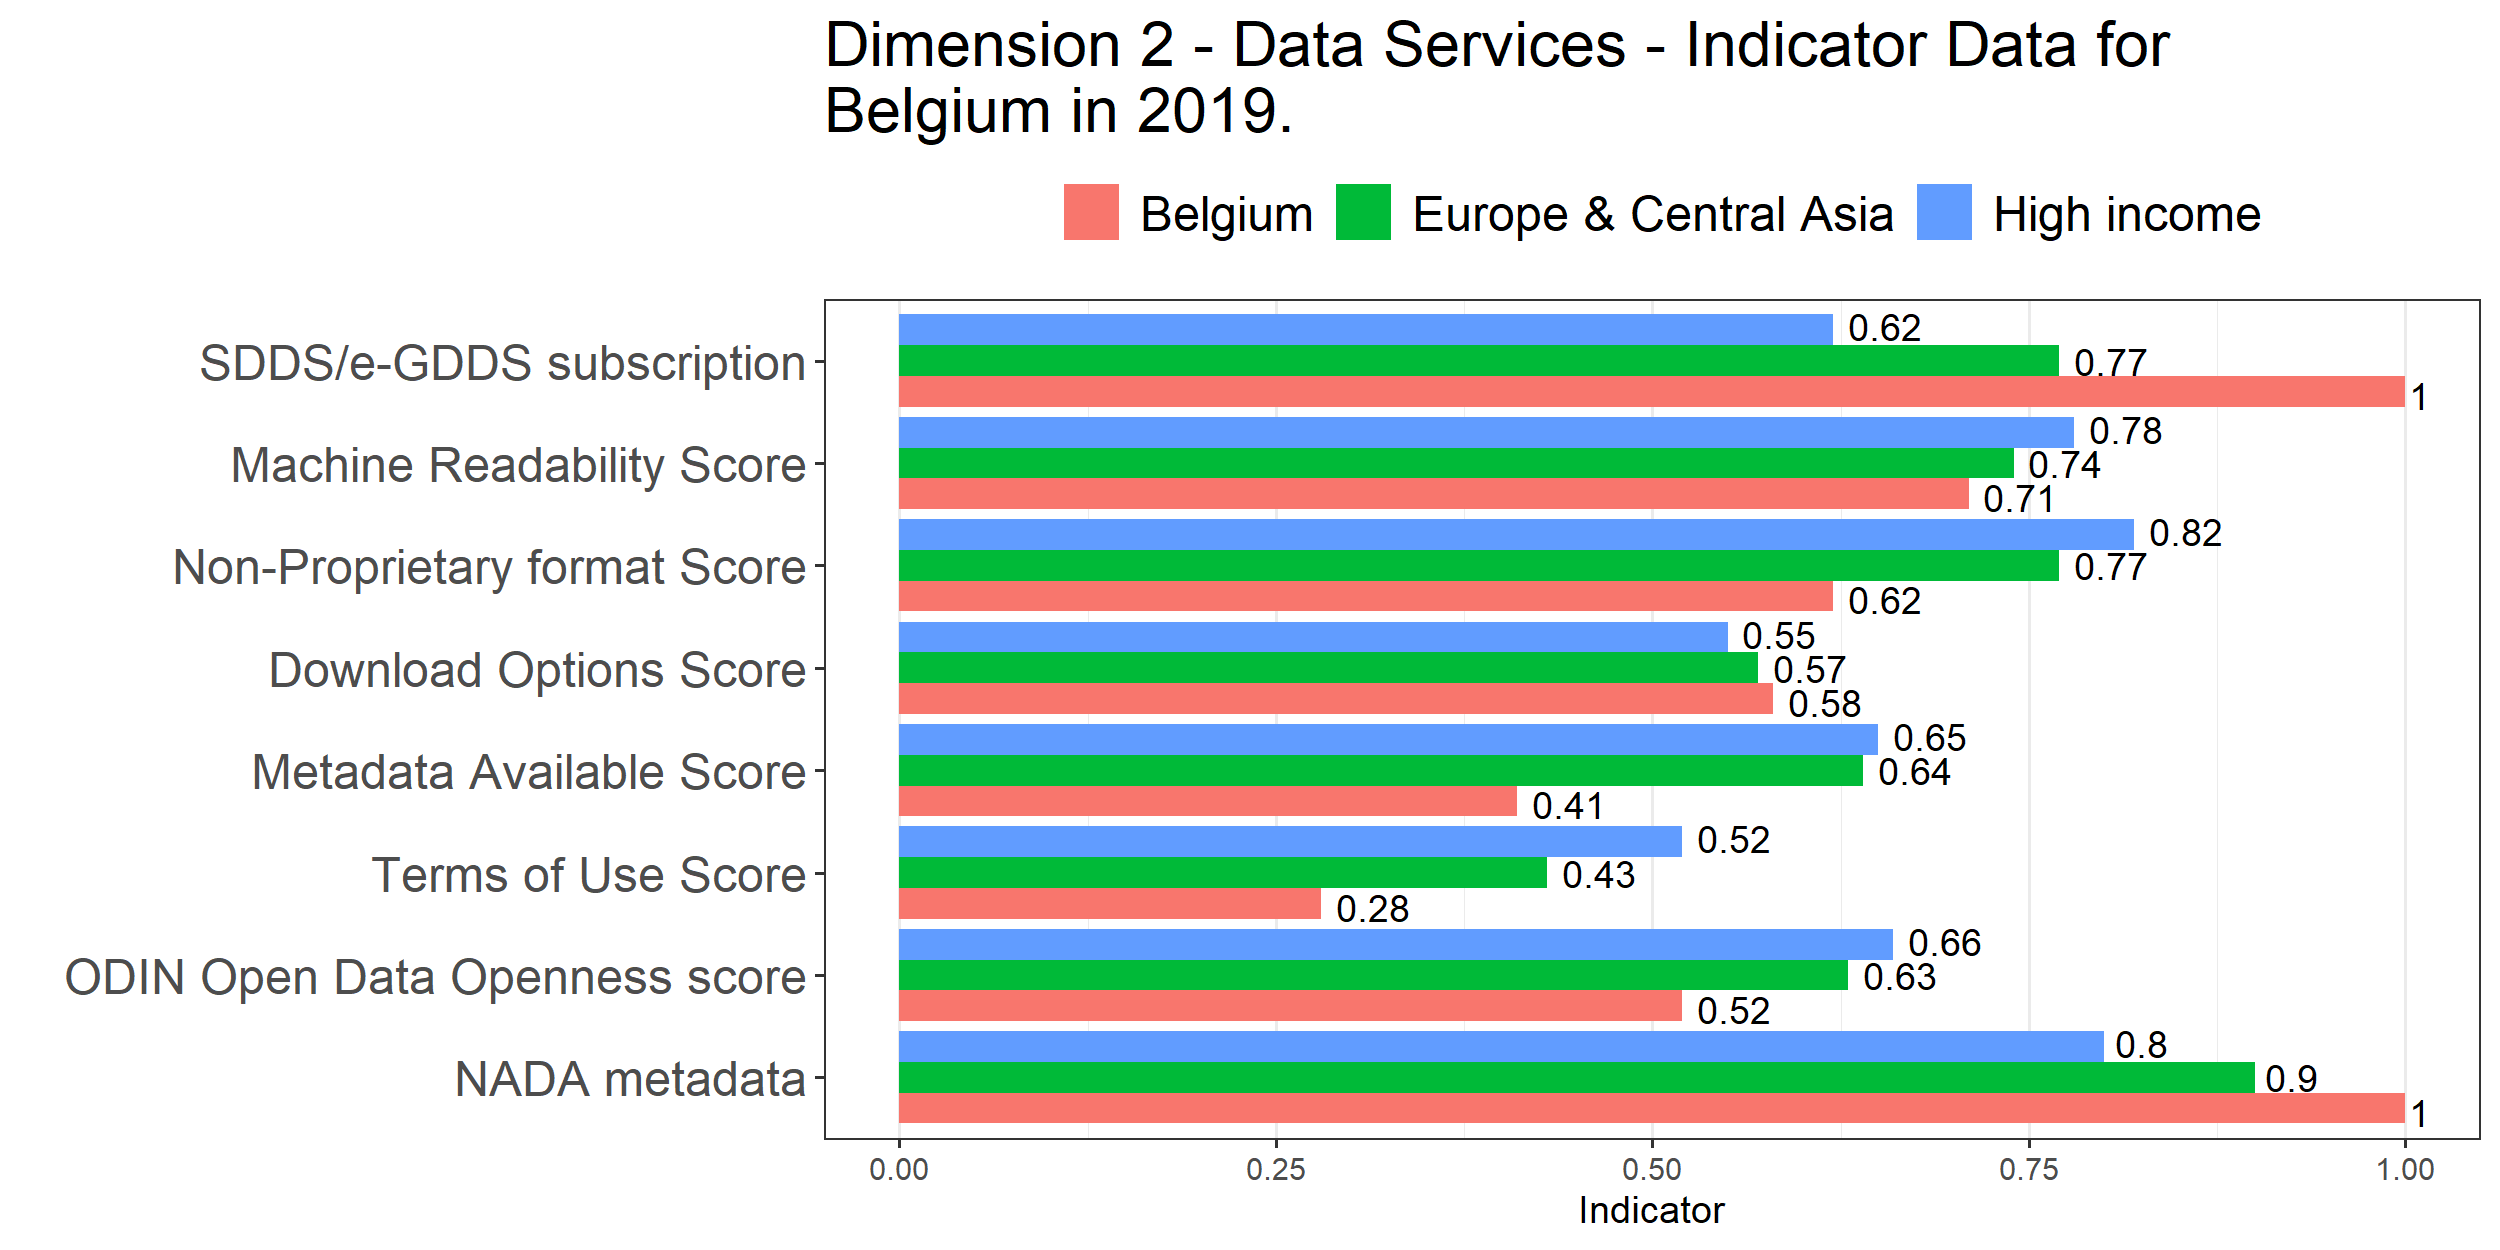 Dimension 2 - Data Services - Indicator Data for
Belgium in 2019.
Belgium
Europe & Central Asia
High income
SDDS/e-GDDS subscription
0.62
0.77
1
Machine Readability Score
0.78
0.74
0.71
Non-Proprietary format Score
0.82
0.77
0.62
Download Options Score
0.55
0.57
0.58
Metadata Available Score
0.65
0.64
0.41
Terms of Use Score
0.52
0.43
0.28
ODIN Open Data Openness score
0.66
0.63
0.52
NADA metadata
0.8
0.9
1
0.00 0.25 0.50 0.75 1.00
Indicator